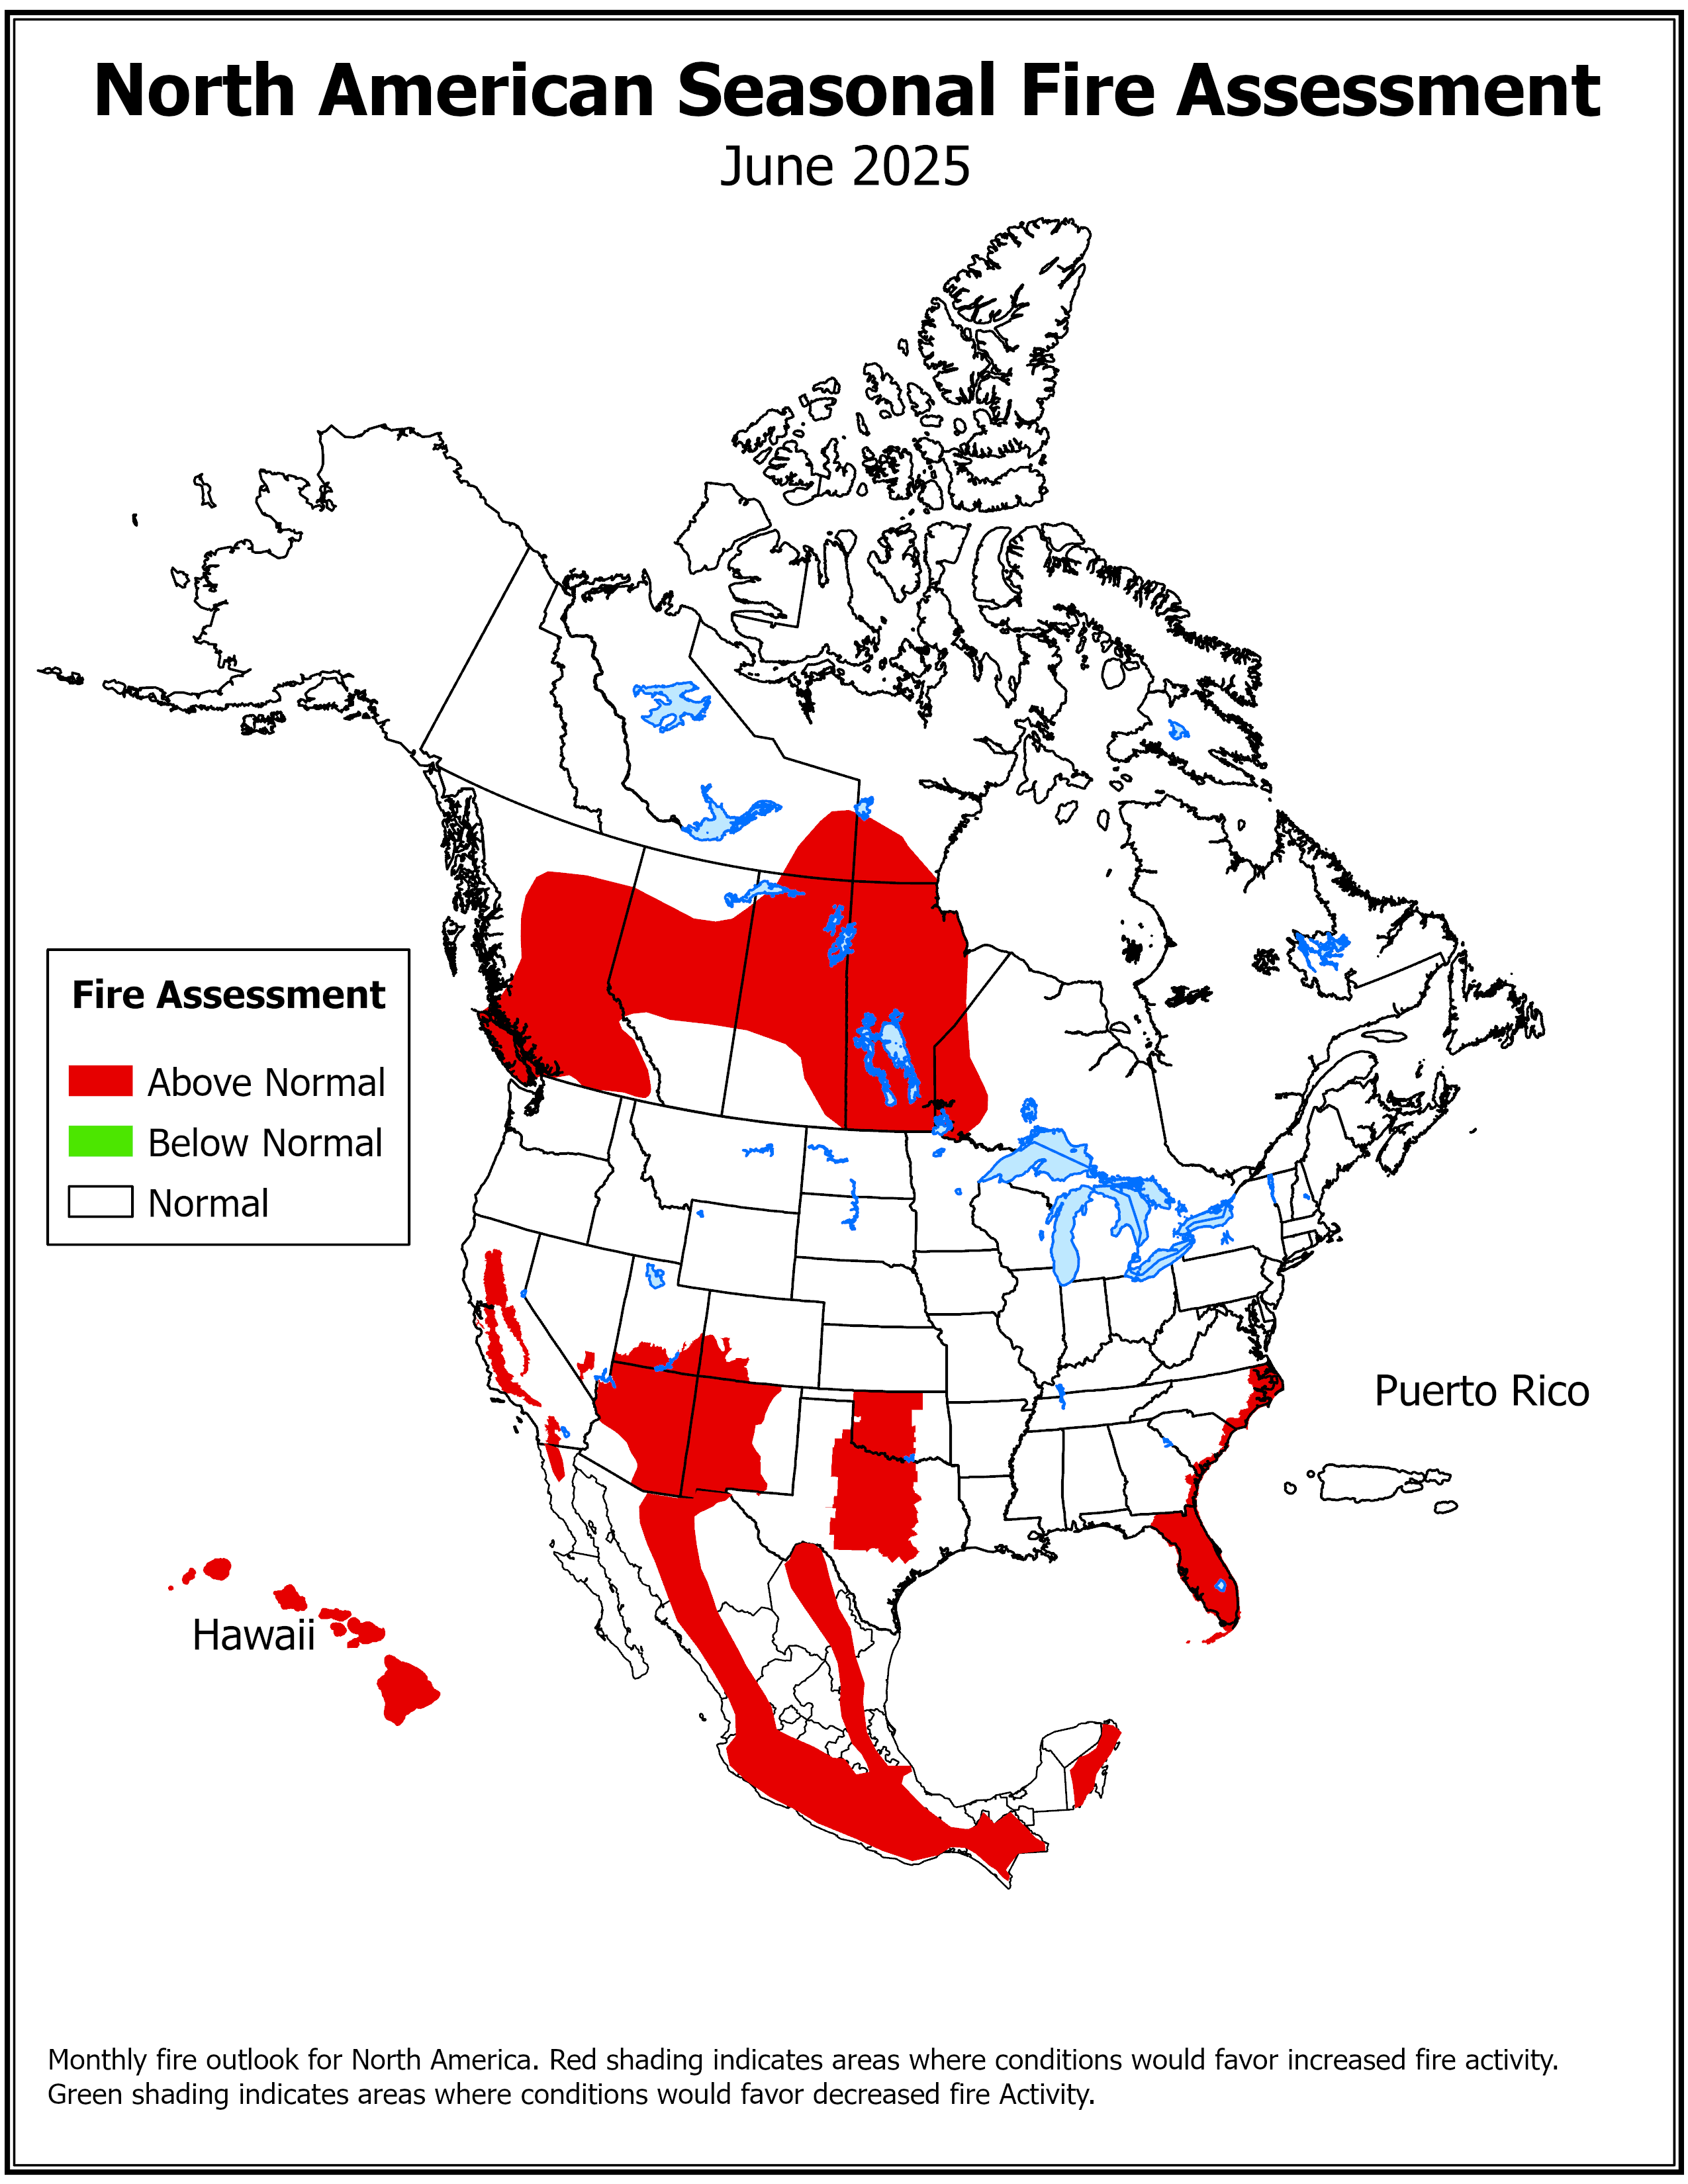 North American Seasonal Fire Assessment
June 2025
Fire Assessment
Above Normal
Below Normal
Normal
Puerto Rico
Hawaii
Monthly fire outlook for North America. Red shading indicates areas where conditions would favor increased fire activity.
Green shading indicates areas where conditions would favor decreased fire Activity.